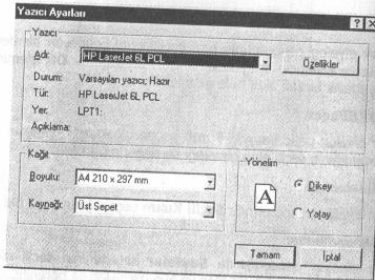 Yazıcı Ayarları
Yazıcı
Adı: HP LaserJet 6L PCL
Özellikler
Durum: Varsayılan yazıcı; Hazır
Tür: HP LaserJet 6L PCL
Yer: LPT1:
Açıklama:
Kağıt
Boyutu: A4 210 x 297 mm
Kaynağı: Üst Sepet
Yönelim
A
Dikey
Yatay
Tamam
İptal